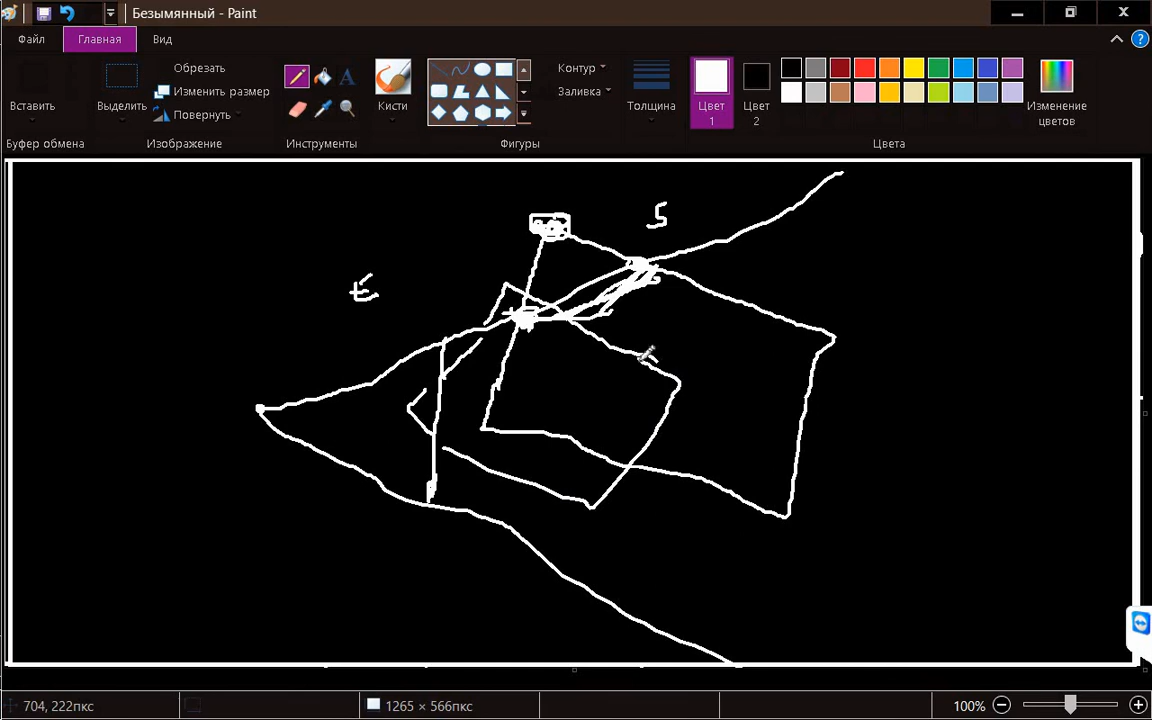 Безымянный - Paint
Файл
Главная
Вид
Вставить
Выделить
Обрезать
Изменить размер
Повернуть
A
Кисти
Контур
Заливка
Толщина
Цвет
1
Цвет
2
Изменение
цветов
Буфер обмена
Изображение
Инструменты
Фигуры
Цвета
S
t
704, 222пкс
1265 × 566пкс
100%